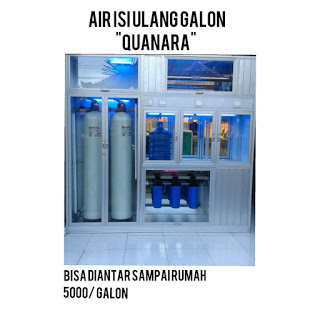 AIR ISI ULANG GALON
"QUANARA"
BISA DIANTAR SAMPAI RUMAH
5000/ GALON